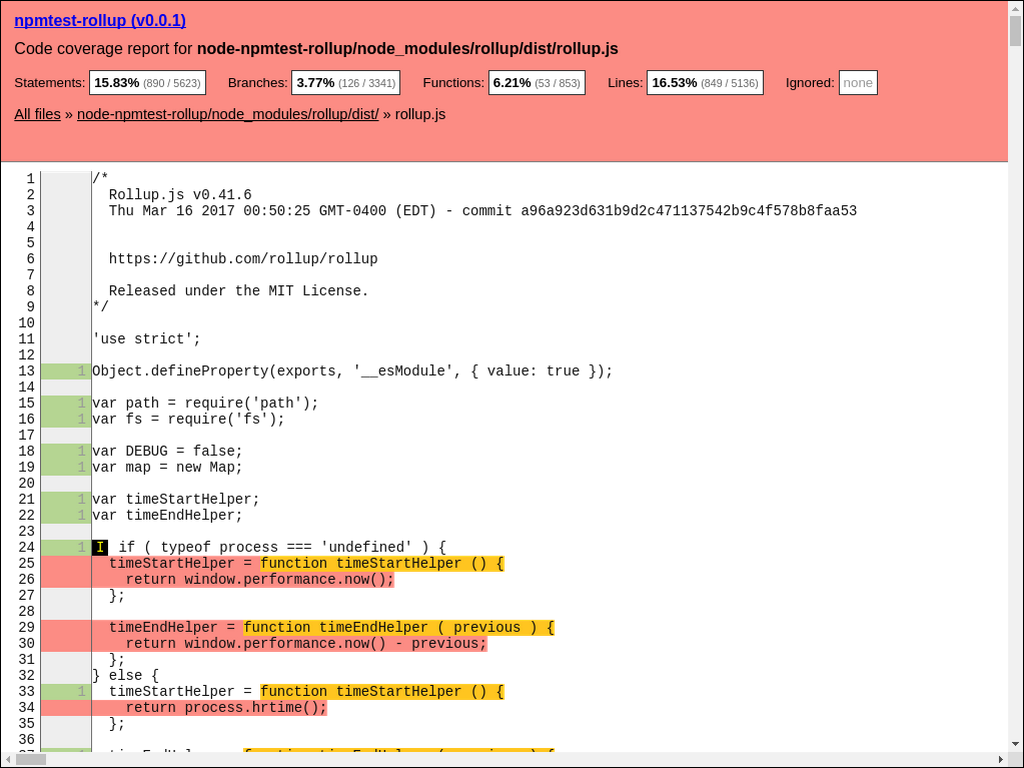 npmtest-rollup (v0.0.1)
Code coverage report for node-npmtest-rollup/node_modules/rollup/dist/rollup.js
Statements: 15.83% (890 / 5623) Branches: 3.77% (126 / 3341) Functions: 6.21% (53 / 853) Lines: 16.53% (849 / 5136) Ignored: none
All files » node-npmtest-rollup/node_modules/rollup/dist/ » rollup.js
1 /*
2 Rollup.js v0.41.6
3 Thu Mar 16 2017 00:50:25 GMT-0400 (EDT) - commit a96a923d631b9d2c471137542b9c4f578b8faa53
4
5
6 https://github.com/rollup/rollup
7
8 Released under the MIT License.
9 */
10
11 'use strict';
12
13 1 Object.defineProperty(exports, '__esModule', { value: true });
14
15 1 var path = require('path');
16 1 var fs = require('fs');
17
18 1 var DEBUG = false;
19 1 var map = new Map;
20
21 1 var timeStartHelper;
22 1 var timeEndHelper;
23
24 1 I if ( typeof process === 'undefined' ) {
25 timeStartHelper = function timeStartHelper () {
26 return window.performance.now();
27 };
28
29 timeEndHelper = function timeEndHelper ( previous ) {
30 return window.performance.now() - previous;
31 };
32 } else {
33 1 timeStartHelper = function timeStartHelper () {
34 return process.hrtime();
35 };
36